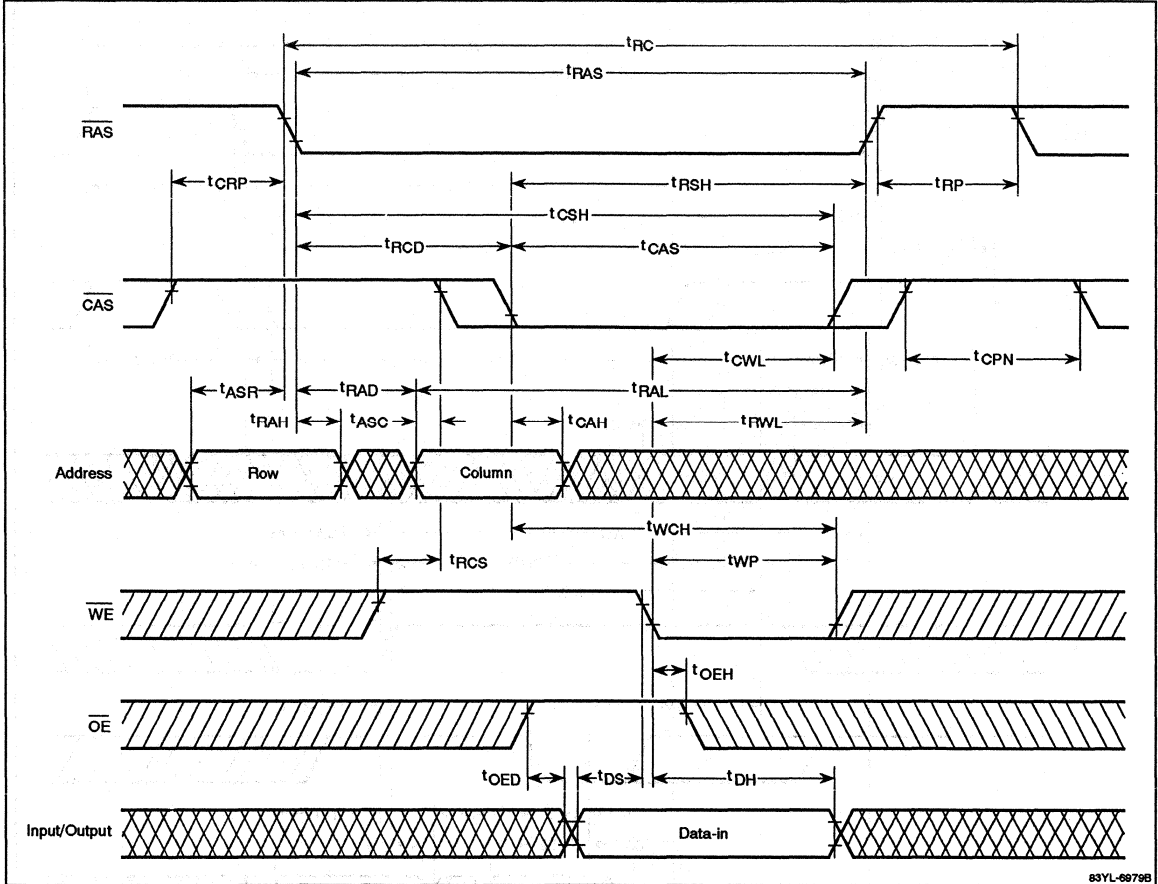 tRC
tRAS
RAS
tCRP
tRSH
tRP
tCSH
tRCD
tCAS
CAS
tCWL
tCPN
tASR
tRAD
tRAL
tRAH
tASC
tCAH
tRWL
Address
Row
Column
tWCH
tRCS
tWP
WE
tOEH
OE
tOED
tDS
tDH
Input/Output
Data-in
83YL-6979B